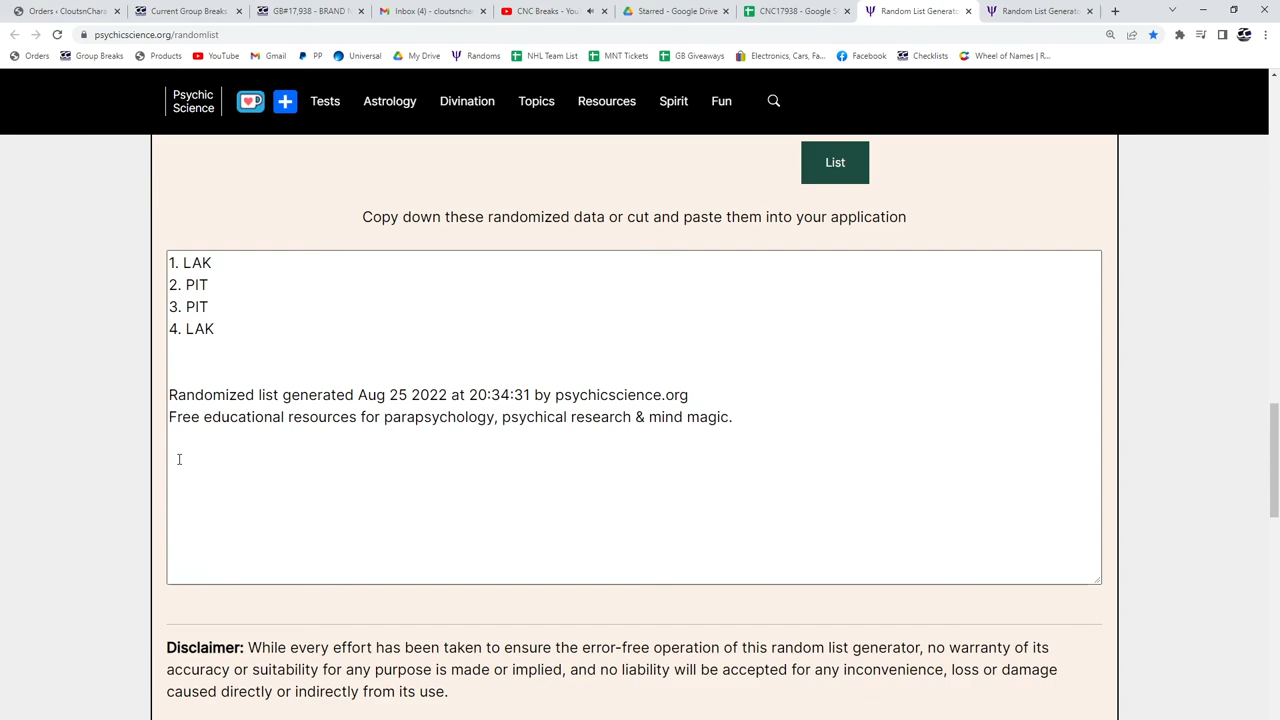 Orders < CloutsnChara
Current Group Breaks
GB#17,938 - BRAND N
Inbox (4) - cloutsnchar
CNC Breaks - You
Starred - Google Drive
CNC17938 - Google S
Random List Generato
Random List Generato
psychicscience.org/randomlist
Orders
Group Breaks
Products
YouTube
Gmail
PP
Universal
My Drive
Randoms
NHL Team List
MNT Tickets
GB Giveaways
Electronics, Cars, Fa...
Facebook
Checklists
Wheel of Names | R...
Psychic
Science
Tests
Astrology
Divination
Topics
Resources
Spirit
Fun
List
Copy down these randomized data or cut and paste them into your application
1. LAK
2. PIT
3. PIT
4. LAK
Randomized list generated Aug 25 2022 at 20:34:31 by psychicscience.org
Free educational resources for parapsychology, psychical research & mind magic.
Disclaimer: While every effort has been taken to ensure the error-free operation of this random list generator, no warranty of its
accuracy or suitability for any purpose is made or implied, and no liability will be accepted for any inconvenience, loss or damage
caused directly or indirectly from its use.